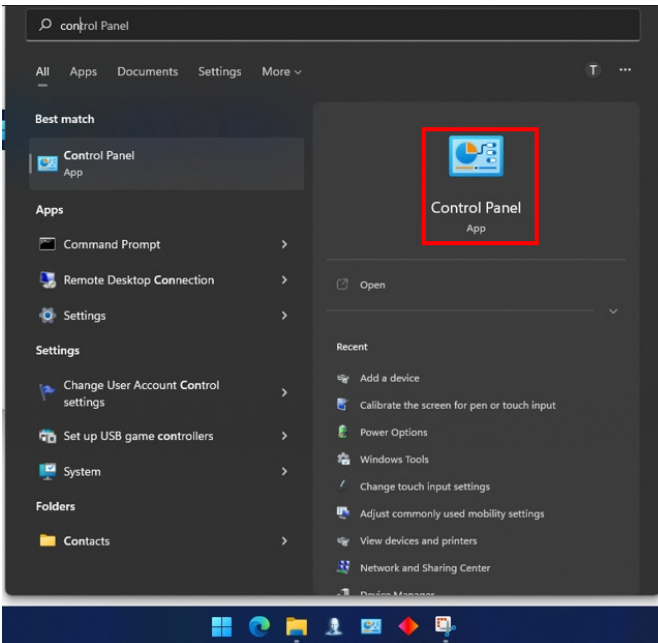 control Panel
All Apps Documents Settings More
T ...
Best match
Control Panel
App
Apps
Command Prompt
Remote Desktop Connection
Settings
Settings
Change User Account Control
settings
Set up USB game controllers
System
Folders
Contacts
Control Panel
App
Open
Recent
Add a device
Calibrate the screen for pen or touch input
Power Options
Windows Tools
Change touch input settings
Adjust commonly used mobility settings
View devices and printers
Network and Sharing Center
Device Manager